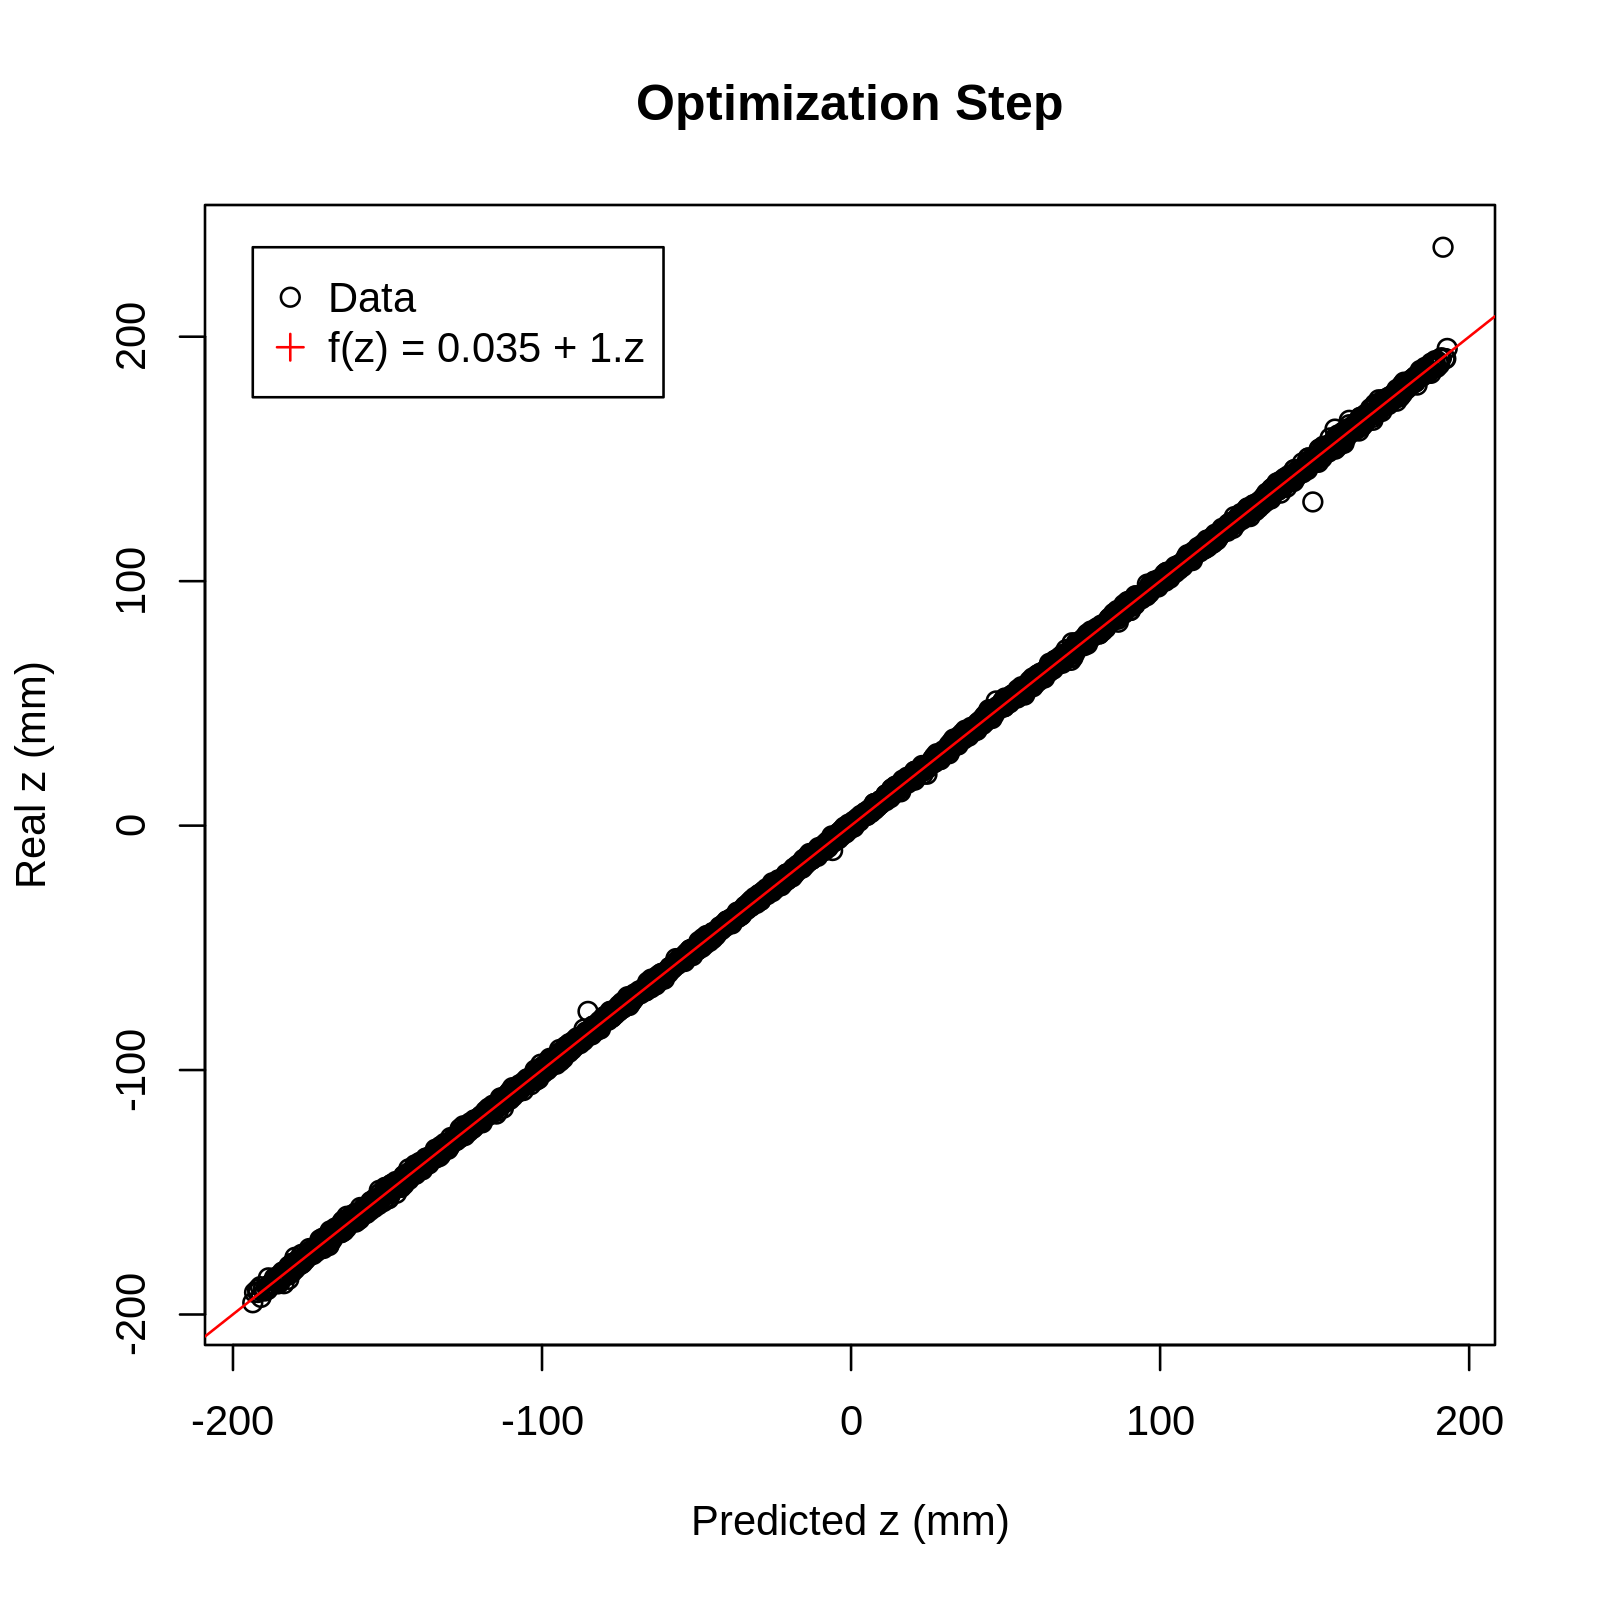 Optimization Step
Data
f(z) = 0.035 + 1.z
Real z (mm)
200
100
0
-100
-200
-200 -100 0 100 200
Predicted z (mm)